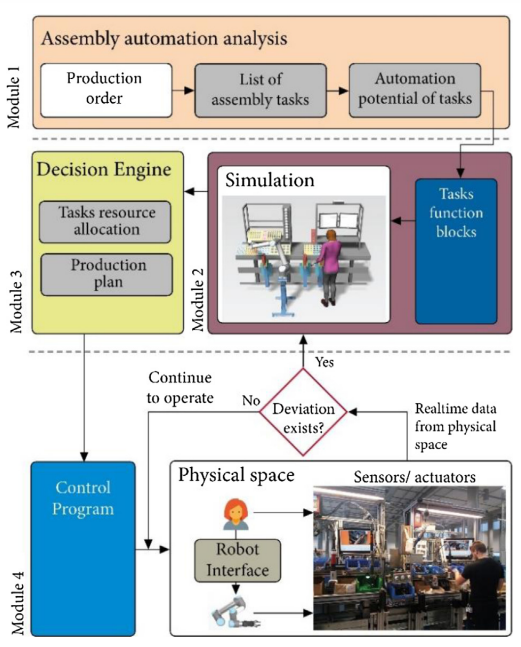 Module 1
Assembly automation analysis
Production
order
List of
assembly tasks
Automation
potential of tasks
Module 3
Decision Engine
Tasks resource
allocation
Production
plan
Module 2
Simulation
Tasks
function
blocks
Yes
Continue
to operate
No
Deviation
exists?
Realtime data
from physical
space
Module 4
Control
Program
Physical space
Sensors/ actuators
Robot
Interface